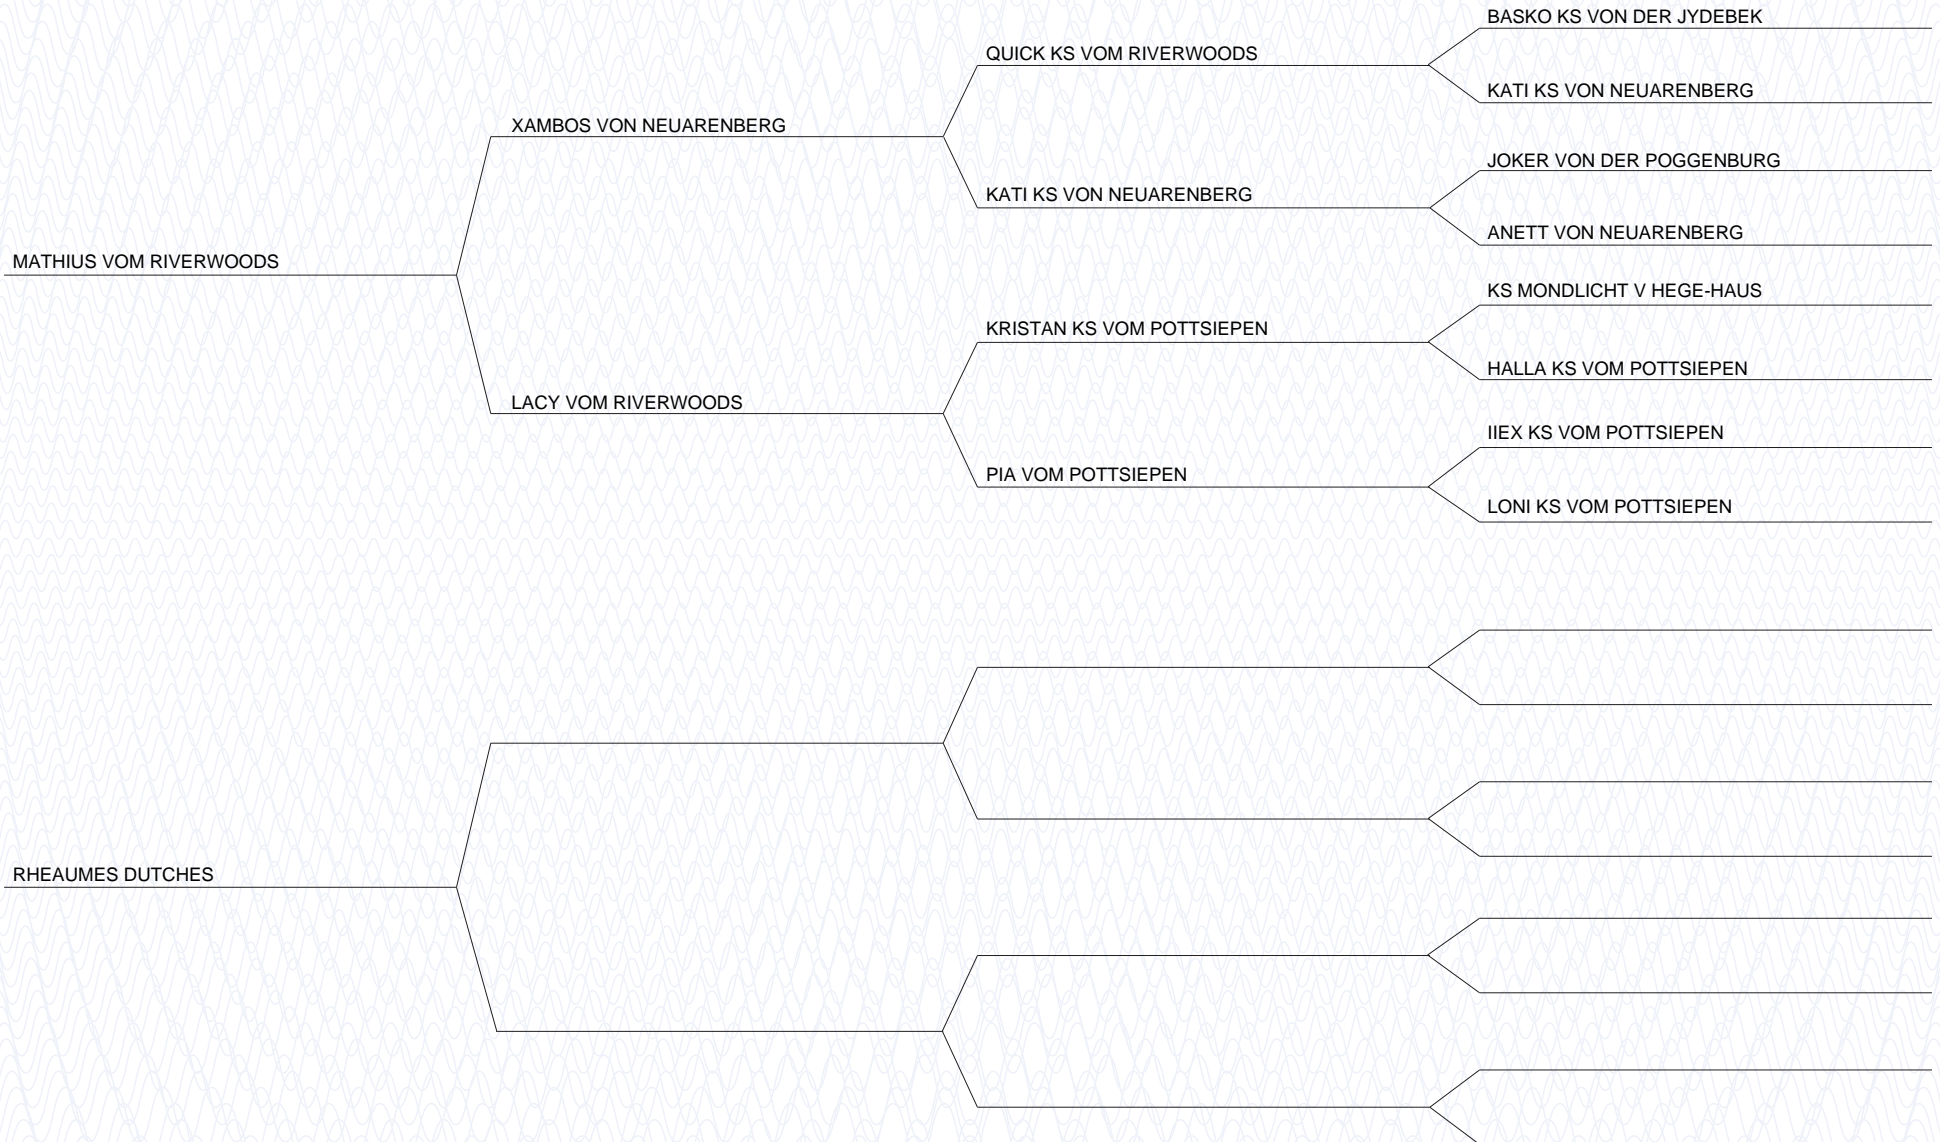 BASKO KS VON DER JYDEBEK
QUICK KS VOM RIVERWOODS
KATI KS VON NEUARENBERG
XAMBOS VON NEUARENBERG
JOKER VON DER POGGENBURG
KATI KS VON NEUARENBERG
ANETT VON NEUARENBERG
MATHIUS VOM RIVERWOODS
KS MONDLICHT V HEGE-HAUS
KRISTAN KS VOM POTTSIEPEN
HALLA KS VOM POTTSIEPEN
LACY VOM RIVERWOODS
IIEX KS VOM POTTSIEPEN
PIA VOM POTTSIEPEN
LONI KS VOM POTTSIEPEN
RHEAUMES DUTCHES